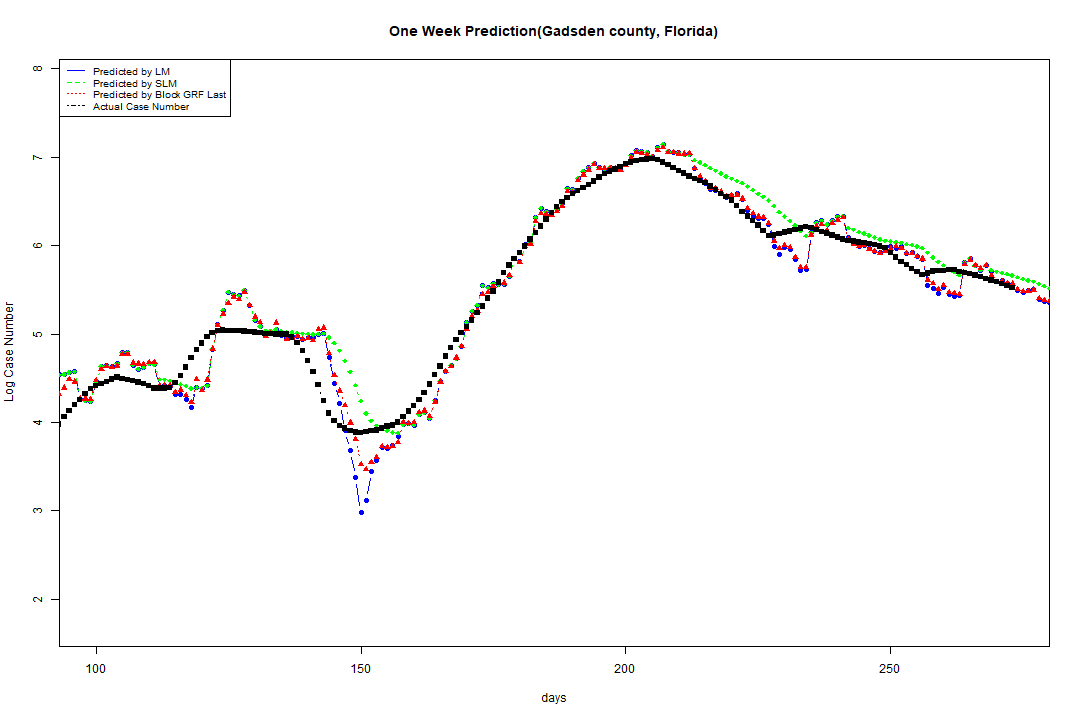 One Week Prediction(Gadsden county, Florida)
Predicted by LM
Predicted by SLM
Predicted by Block GRF Last
Actual Case Number
Log Case Number
8
7
6
5
4
3
2
100 150 200 250
days